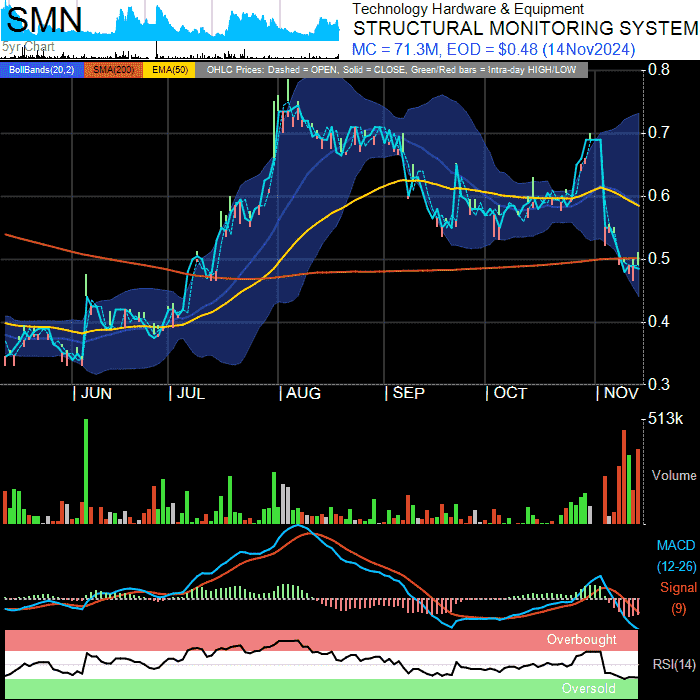 SMN
Technology Hardware & Equipment
STRUCTURAL MONITORING SYSTEM
MC = 71.3M, EOD = $0.48 (14Nov2024)
5yr Chart
BollBands(20,2) SMA(200) EMA(50) OHLC Prices: Dashed = OPEN, Solid = CLOSE, Green/Red bars = Intra-day HIGH/LOW
0.8
0.7
0.6
0.5
0.4
0.3
JUN JUL AUG SEP OCT NOV
513k
Volume
MACD
(12-26)
Signal
(9)
Overbought
RSI(14)
Oversold